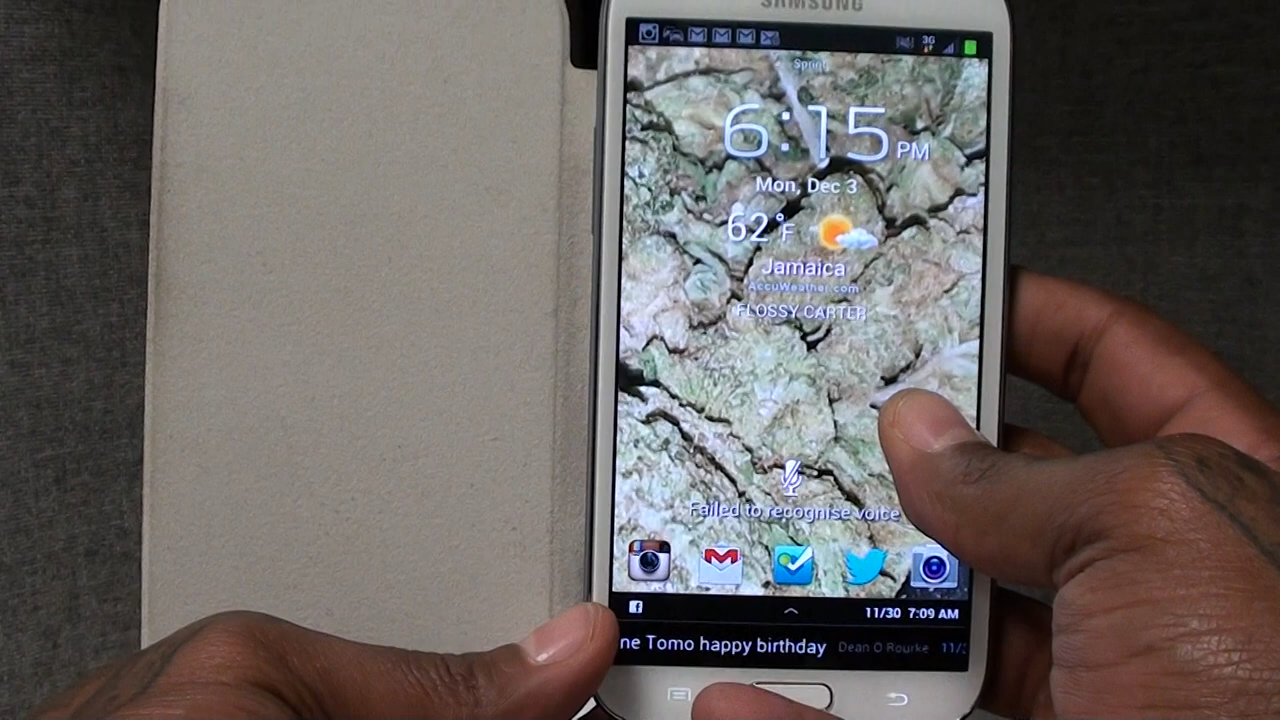 SAMSUNG
3G
Sprint
6:15 PM
Mon, Dec 3
62°F
Jamaica
AccuWeather.com
FLOSSY CARTER
Failed to recognise voice
11/30 7:09 AM
ne Tomo happy birthday Dean O Rourke 11/